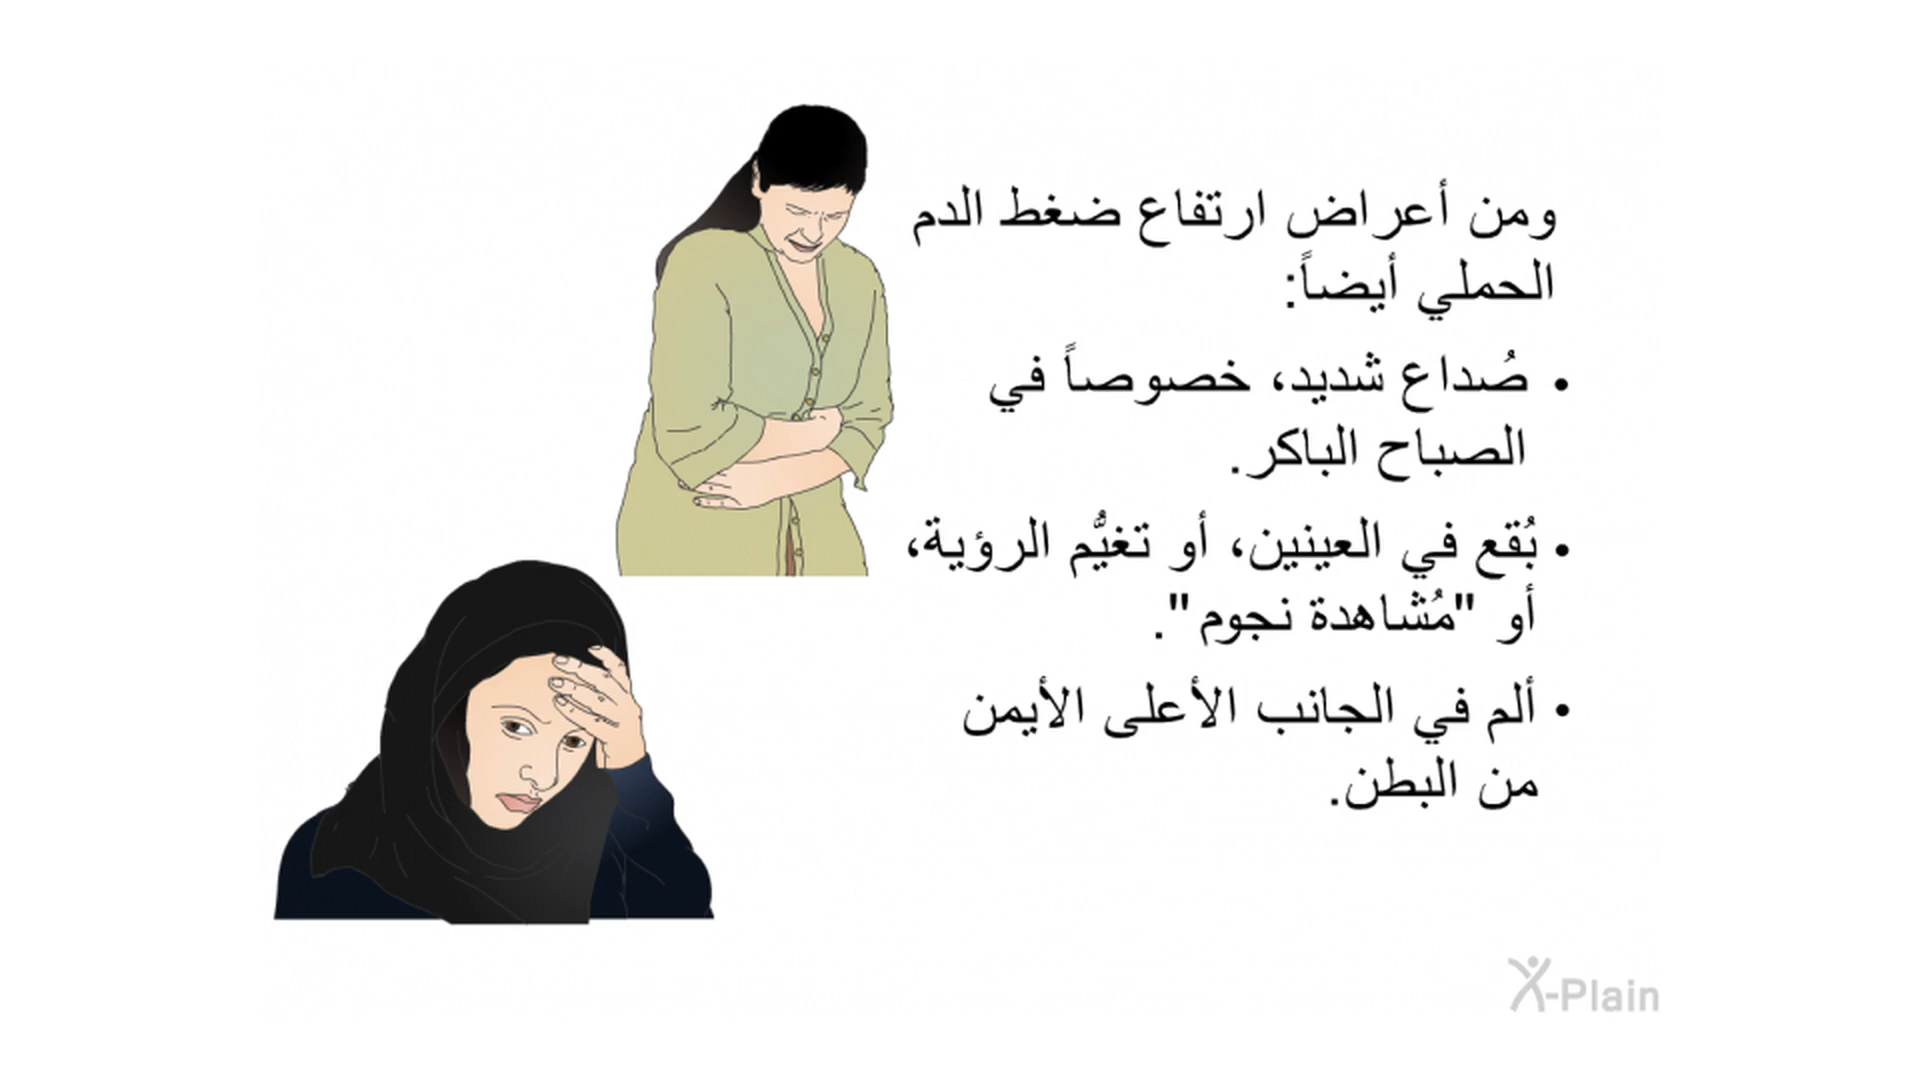 ومن أعراض ارتفاع ضغط الدم
الحملي أيضاً:
• صُداع شديد، خصوصاً في
الصباح الباكر.
• بُقع في العينين، أو تغيُّم الرؤية،
أو "مُشاهدة نجوم".
• ألم في الجانب الأعلى الأيمن
من البطن.
X-Plain